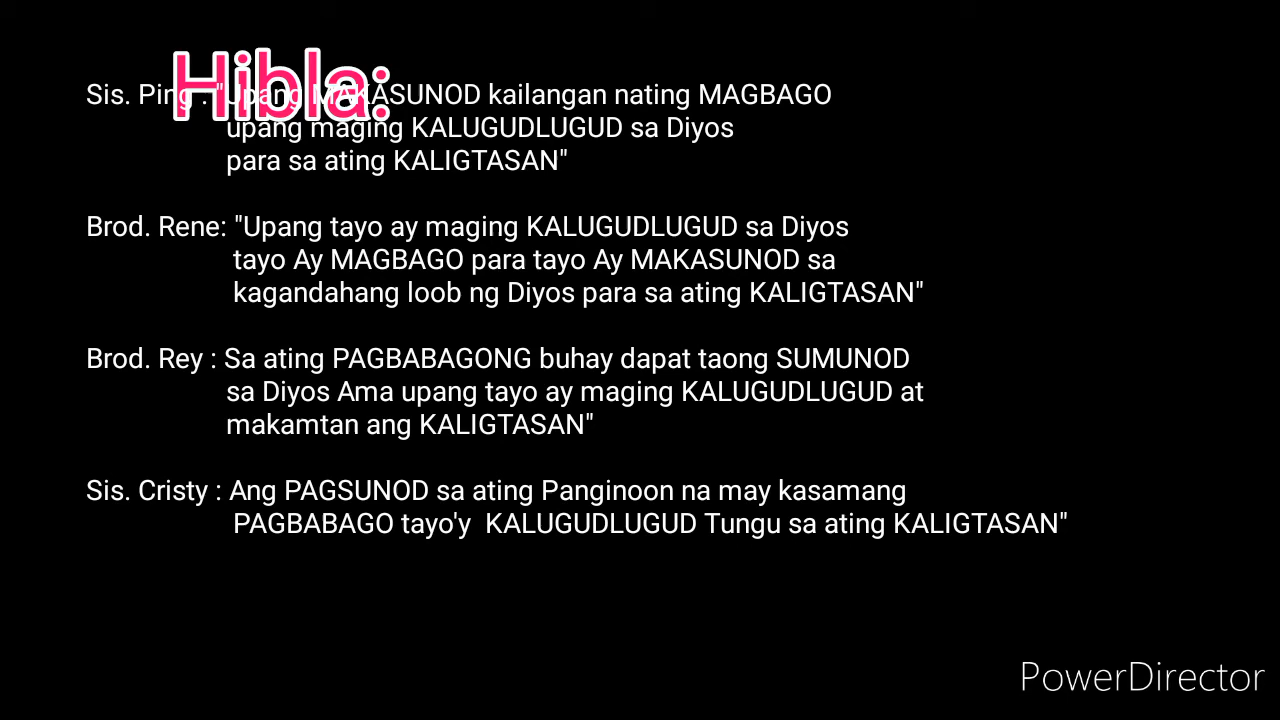 Hibla:
Sis. Ping : "Upang MAKASUNOD kailangan nating MAGBAGO
upang maging KALUGUDLUGUD sa Diyos
para sa ating KALIGTASAN"
Brod. Rene: "Upang tayo ay maging KALUGUDLUGUD sa Diyos
tayo Ay MAGBAGO para tayo Ay MAKASUNOD sa
kagandahang loob ng Diyos para sa ating KALIGTASAN"
Brod. Rey : Sa ating PAGBABAGONG buhay dapat taong SUMUNOD
sa Diyos Ama upang tayo ay maging KALUGUDLUGUD at
makamtan ang KALIGTASAN"
Sis. Cristy : Ang PAGSUNOD sa ating Panginoon na may kasamang
PAGBABAGO tayo'y  KALUGUDLUGUD Tungu sa ating KALIGTASAN"
PowerDirector